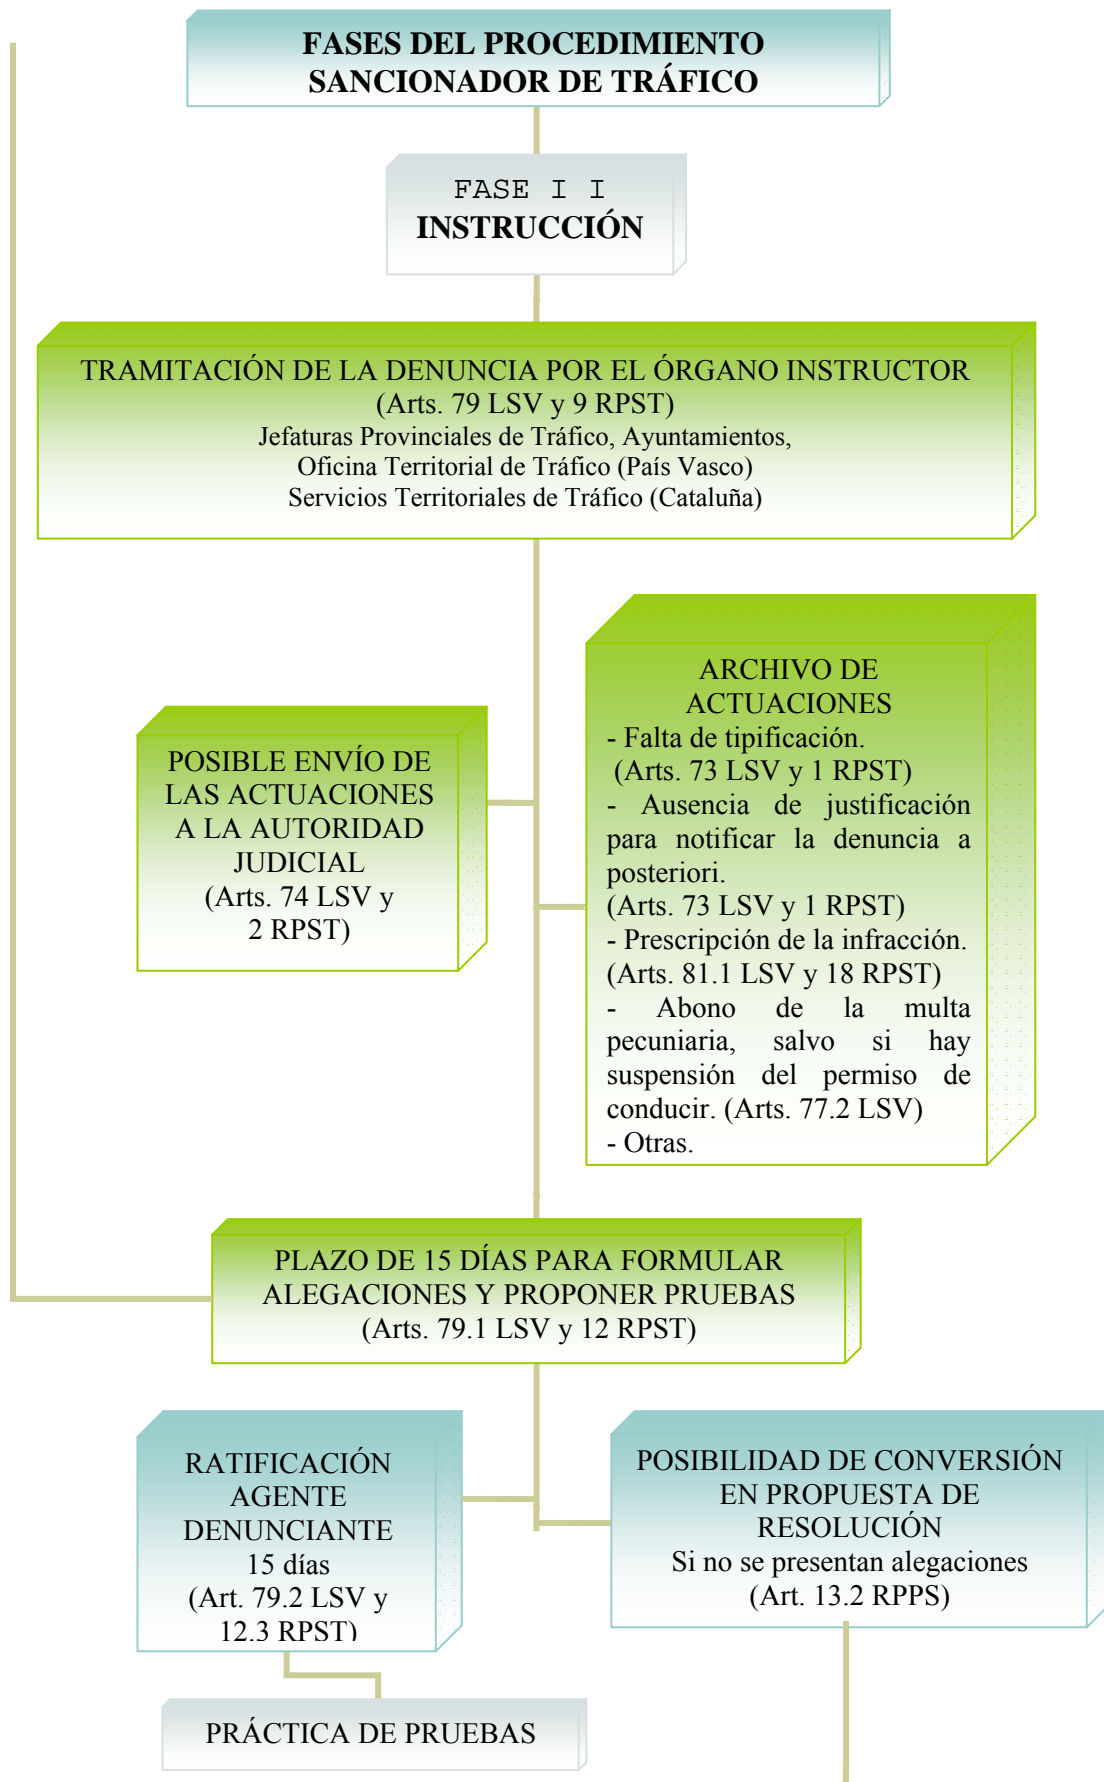 FASES DEL PROCEDIMIENTO
SANCIONADOR DE TRÁFICO
FASE I I
INSTRUCCIÓN
TRAMITACIÓN DE LA DENUNCIA POR EL ÓRGANO INSTRUCTOR
(Arts. 79 LSV y 9 RPST)
Jefaturas Provinciales de Tráfico, Ayuntamientos,
Oficina Territorial de Tráfico (País Vasco)
Servicios Territoriales de Tráfico (Cataluña)
POSIBLE ENVÍO DE
LAS ACTUACIONES
A LA AUTORIDAD
JUDICIAL
(Arts. 74 LSV y
2 RPST)
ARCHIVO DE
ACTUACIONES
- Falta de tipificación.
(Arts. 73 LSV y 1 RPST)
- Ausencia de justificación
para notificar la denuncia a
posteriori.
(Arts. 73 LSV y 1 RPST)
- Prescripción de la infracción.
(Arts. 81.1 LSV y 18 RPST)
- Abono de la multa
pecuniaria, salvo si hay
suspensión del permiso de
conducir. (Arts. 77.2 LSV)
- Otras.
PLAZO DE 15 DÍAS PARA FORMULAR
ALEGACIONES Y PROPONER PRUEBAS
(Arts. 79.1 LSV y 12 RPST)
RATIFICACIÓN
AGENTE
DENUNCIANTE
15 días
(Art. 79.2 LSV y
12.3 RPST)
POSIBILIDAD DE CONVERSIÓN
EN PROPUESTA DE
RESOLUCIÓN
Si no se presentan alegaciones
(Art. 13.2 RPPS)
PRÁCTICA DE PRUEBAS